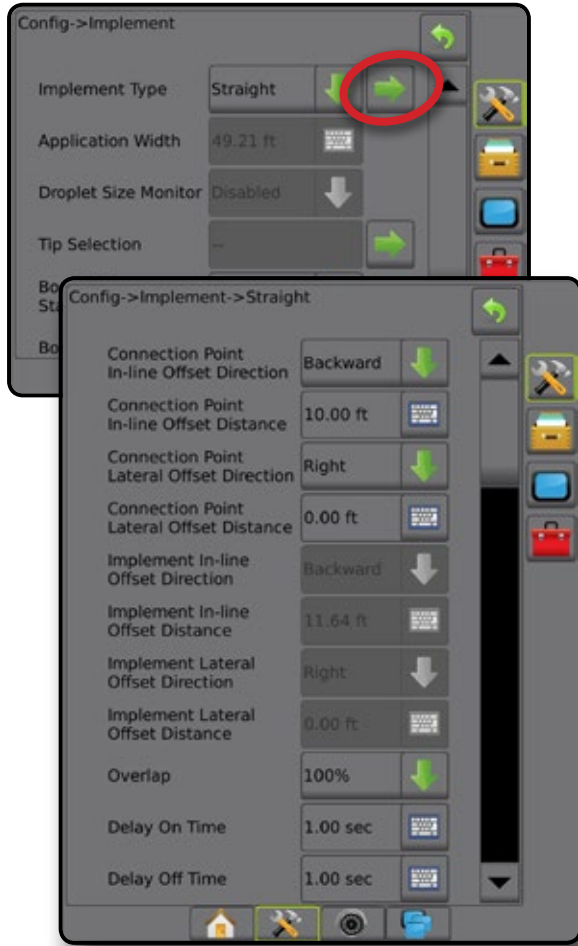 Config->Implement
Implement Type Straight
Application Width 49.21 ft
Droplet Size Monitor Disabled
Tip Selection --
Config->Implement->Straight
Connection Point
In-line Offset Direction Backward
Connection Point
In-line Offset Distance 10.00 ft
Connection Point
Lateral Offset Direction Right
Connection Point
Lateral Offset Distance 0.00 ft
Implement In-line
Offset Direction Backward
Implement In-line
Offset Distance 11.64 ft
Implement Lateral
Offset Direction Right
Implement Lateral
Offset Distance 0.00 ft
Overlap 100%
Delay On Time 1.00 sec
Delay Off Time 1.00 sec